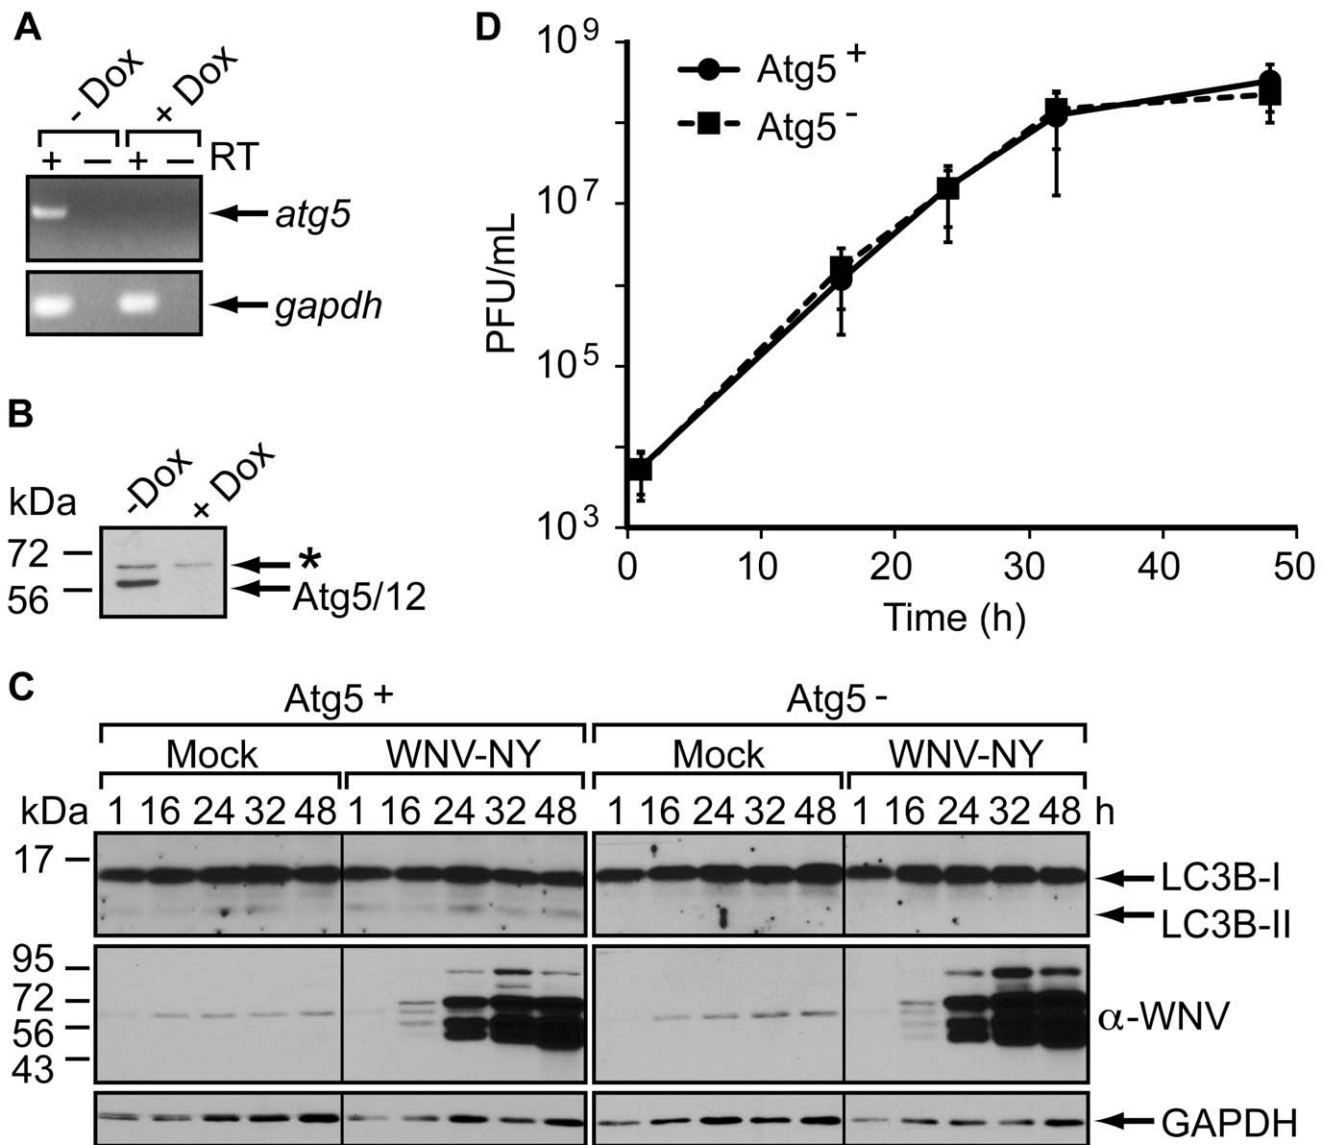 A
- Dox
+ Dox
+ − + − RT
atg5
gapdh
B
kDa
-Dox
+ Dox
72
*
56
Atg5/12
D
Atg5 +
Atg5 -
10⁹
10⁷
10⁵
10³
PFU/mL
0 10 20 30 40 50
Time (h)
C
Atg5 + Atg5 -
Mock WNV-NY Mock WNV-NY
kDa 1 16 24 32 48 1 16 24 32 48 1 16 24 32 48 1 16 24 32 48 h
17
LC3B-I
LC3B-II
95
72
56
43
α-WNV
GAPDH